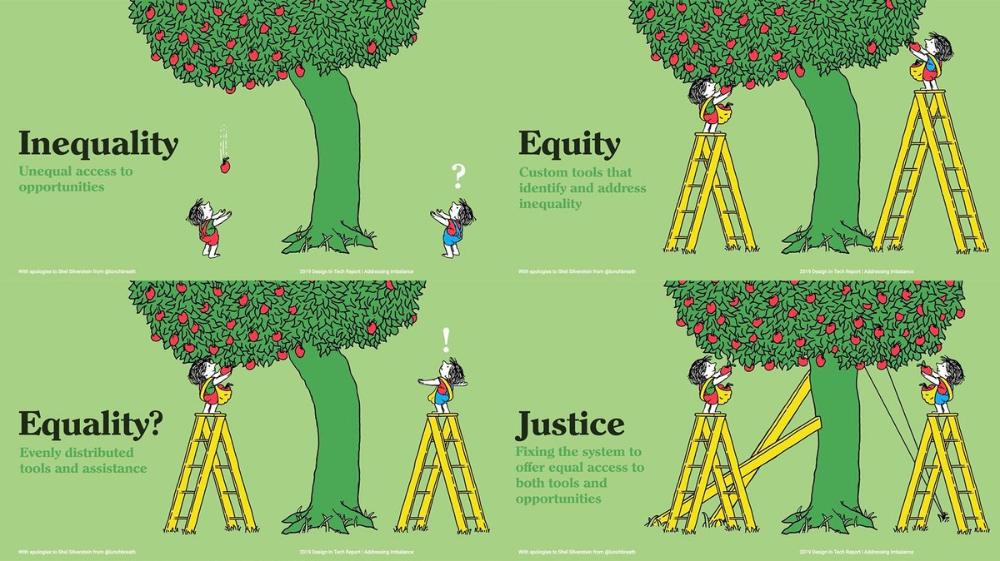 Inequality
Unequal access to
opportunities
?
With apologies to Shel Silverstein from @lunchbreath
2019 Design In Tech Report | Addressing Imbalance
Equity
Custom tools that
identify and address
inequality
With apologies to Shel Silverstein from @lunchbreath
2019 Design In Tech Report | Addressing Imbalance
Equality?
Evenly distributed
tools and assistance
!
With apologies to Shel Silverstein from @lunchbreath
2019 Design In Tech Report | Addressing Imbalance
Justice
Fixing the system to
offer equal access to
both tools and
opportunities
With apologies to Shel Silverstein from @lunchbreath
2019 Design In Tech Report | Addressing Imbalance